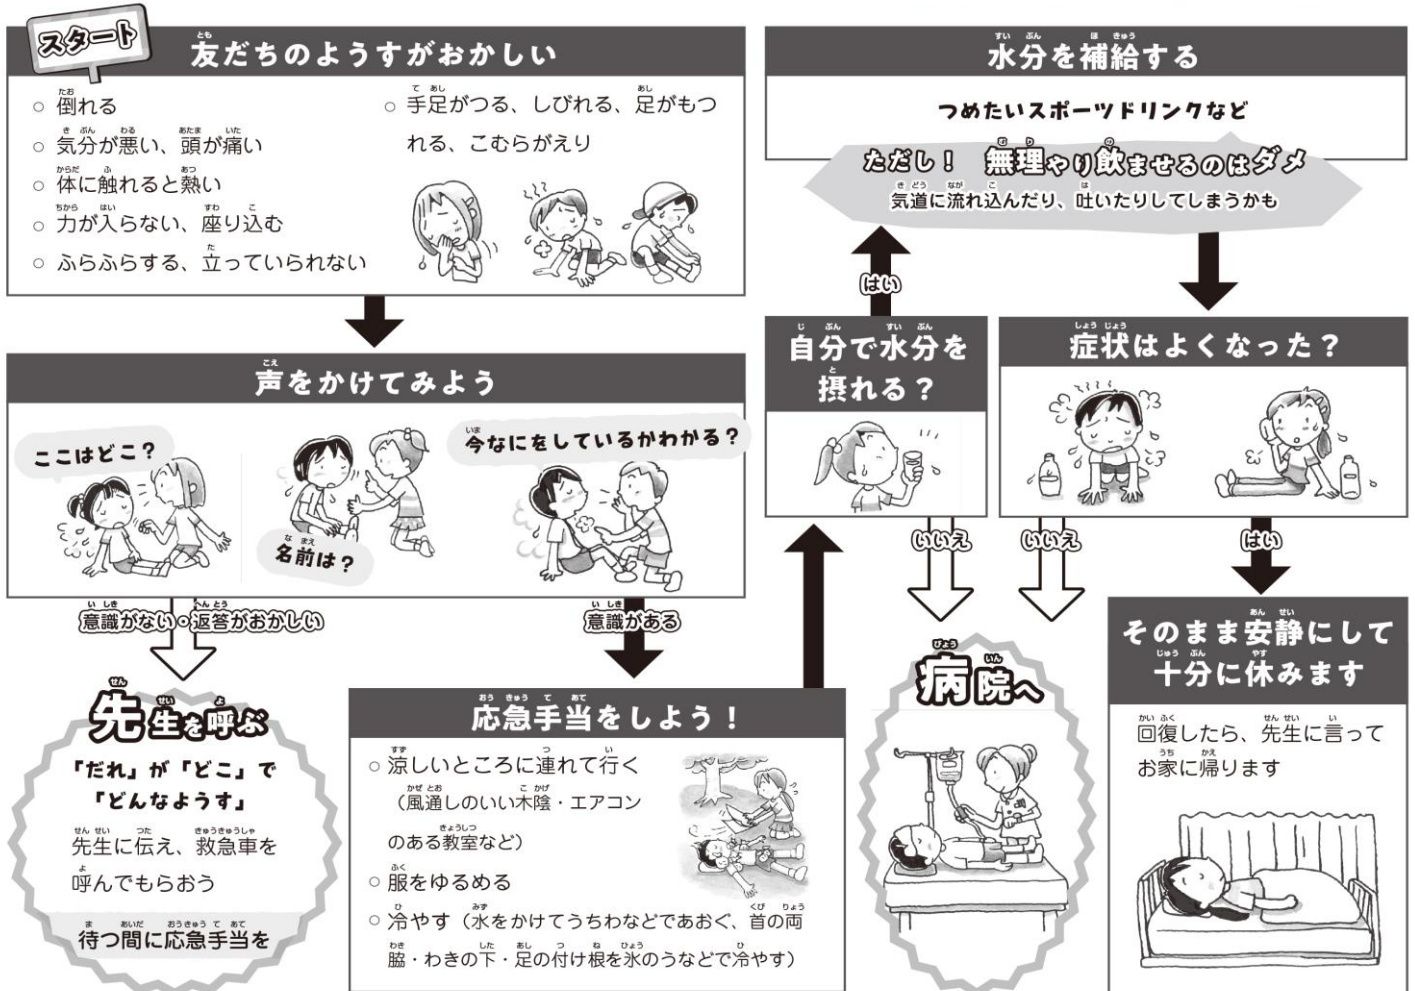 スタート
友だちのようすがおかしい
○ 倒れる
○ 気分が悪い、頭が痛い
○ 体に触れると熱い
○ 力が入らない、座り込む
○ ふらふらする、立っていられない
○ 手足がつる、しびれる、足がもつ
れる、こむらがえり
声をかけてみよう
ここはどこ？
名前は？
今なにをしているかわかる？
意識がない・返答がおかしい
意識がある
先生を呼ぶ
「だれ」が「どこ」で
「どんなようす」
先生に伝え、救急車を
呼んでもらおう
待つ間に応急手当を
応急手当をしよう！
○ 涼しいところに連れて行く
（風通しのいい木陰・エアコン
のある教室など）
○ 服をゆるめる
○ 冷やす（水をかけてうちわなどであおぐ、首の両
脇・わきの下・足の付け根を氷のうなどで冷やす）
自分で水分を
摂れる？
はい
いいえ
水分を補給する
つめたいスポーツドリンクなど
ただし！ 無理やり飲ませるのはダメ
気道に流れ込んだり、吐いたりしてしまうかも
症状はよくなった？
いいえ
はい
病院へ
そのまま安静にして
十分に休みます
回復したら、先生に言って
お家に帰ります